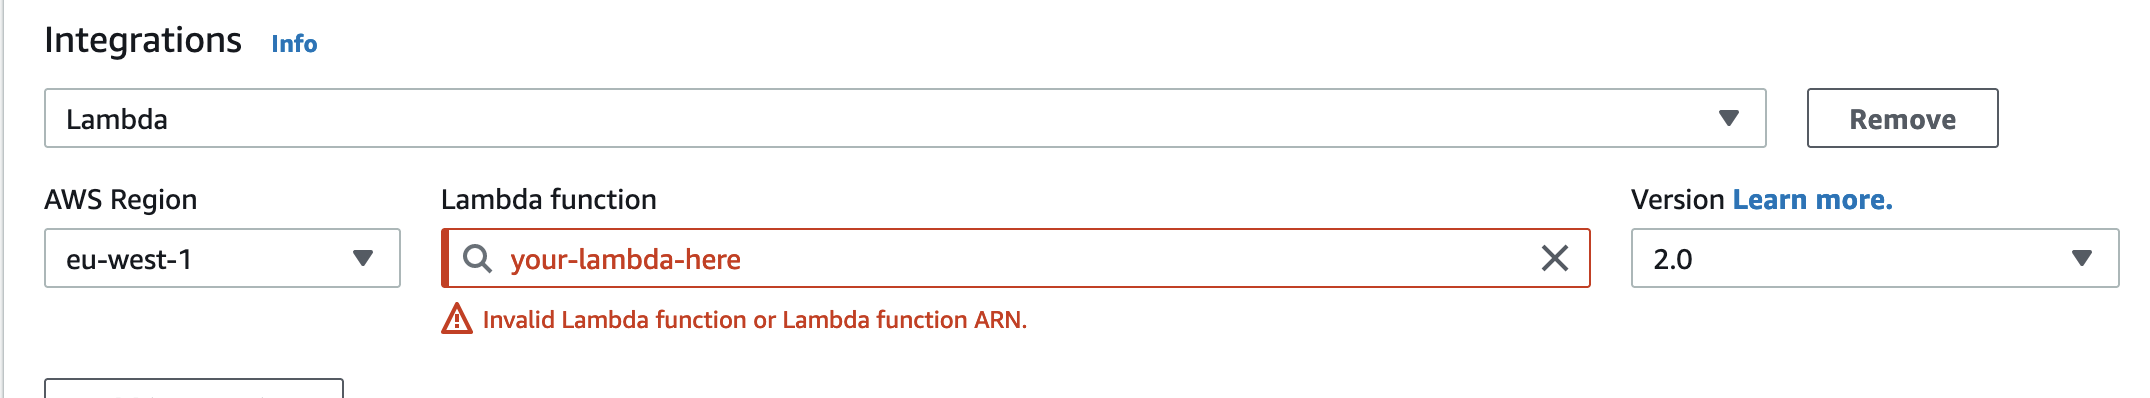 Integrations Info
Lambda
Remove
AWS Region
Lambda function
Version Learn more.
eu-west-1
your-lambda-here
2.0
Invalid Lambda function or Lambda function ARN.